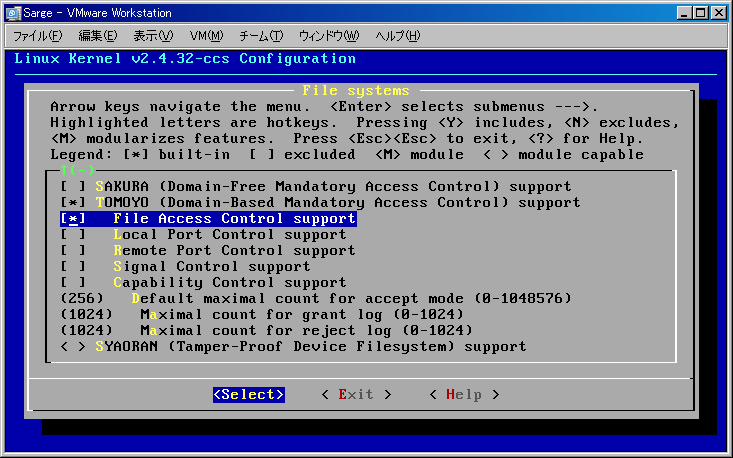 Sarge - VMware Workstation
ファイル(F) 編集(E) 表示(V) VM(M) チーム(T) ウィンドウ(W) ヘルプ(H)
Linux Kernel v2.4.32-ccs Configuration
File systems
Arrow keys navigate the menu. <Enter> selects submenus --->.
Highlighted letters are hotkeys. Pressing <Y> includes, <N> excludes,
<M> modularizes features. Press <Esc><Esc> to exit, <?> for Help.
Legend: [*] built-in [ ] excluded <M> module < > module capable
↑(-)
[ ] SAKURA (Domain-Free Mandatory Access Control) support
[*] TOMOYO (Domain-Based Mandatory Access Control) support
[*] File Access Control support
[ ] Local Port Control support
[ ] Remote Port Control support
[ ] Signal Control support
[ ] Capability Control support
(256) Default maximal count for accept mode (0-1048576)
(1024) Maximal count for grant log (0-1024)
(1024) Maximal count for reject log (0-1024)
< > SYAORAN (Tamper-Proof Device Filesystem) support
<Select> < Exit > < Help >